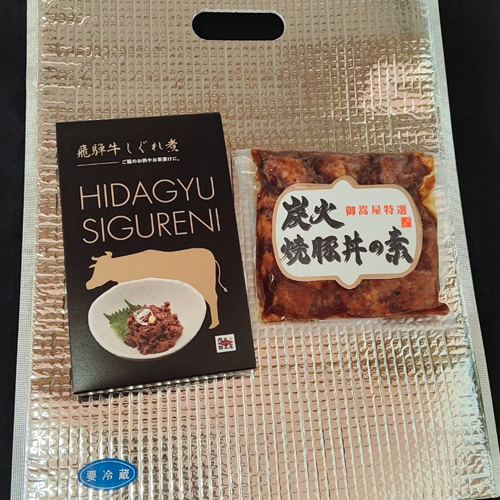 飛騨牛しぐれ煮
ご飯のお供やお茶漬けに。
HIDAGYU
SIGURENI
御嵩屋特選
炭火
焼豚丼の素
要冷蔵